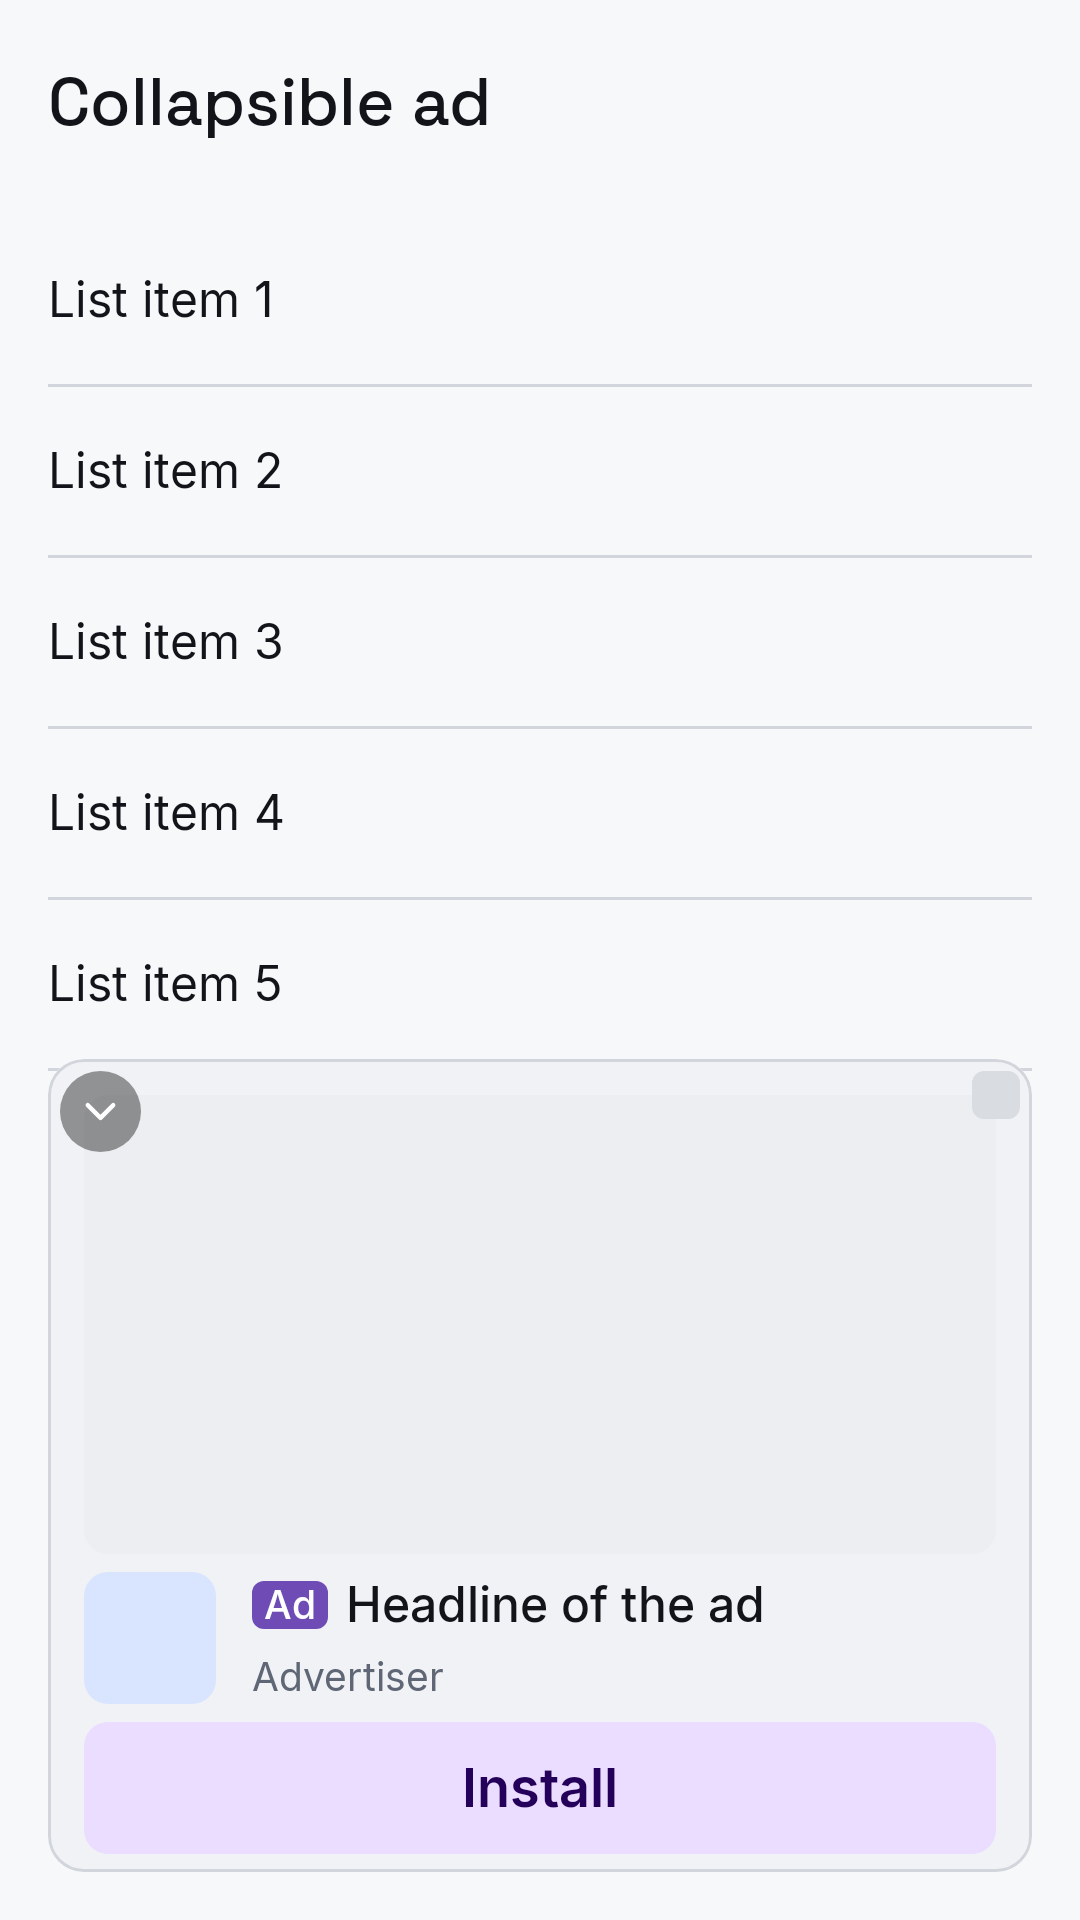 Collapsible ad
List item 1
List item 2
List item 3
List item 4
List item 5
Ad Headline of the ad
Advertiser
Install